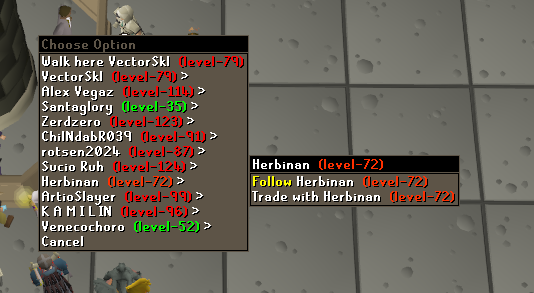 Choose Option
Walk here VectorSkl (level-79)
VectorSkl (level-79) >
Alex Vegaz (level-114) >
Santaglory (level-35) >
Zerdzero (level-123) >
ChilNdabR039 (level-91) >
rotsen2024 (level-87) >
Sucio Ruh (level-124) >
Herbinan (level-72) >
ArtioSlayer (level-99) >
K A M I L I N (level-96) >
Venecochoro (level-52) >
Cancel
Herbinan (level-72)
Follow Herbinan (level-72)
Trade with Herbinan (level-72)